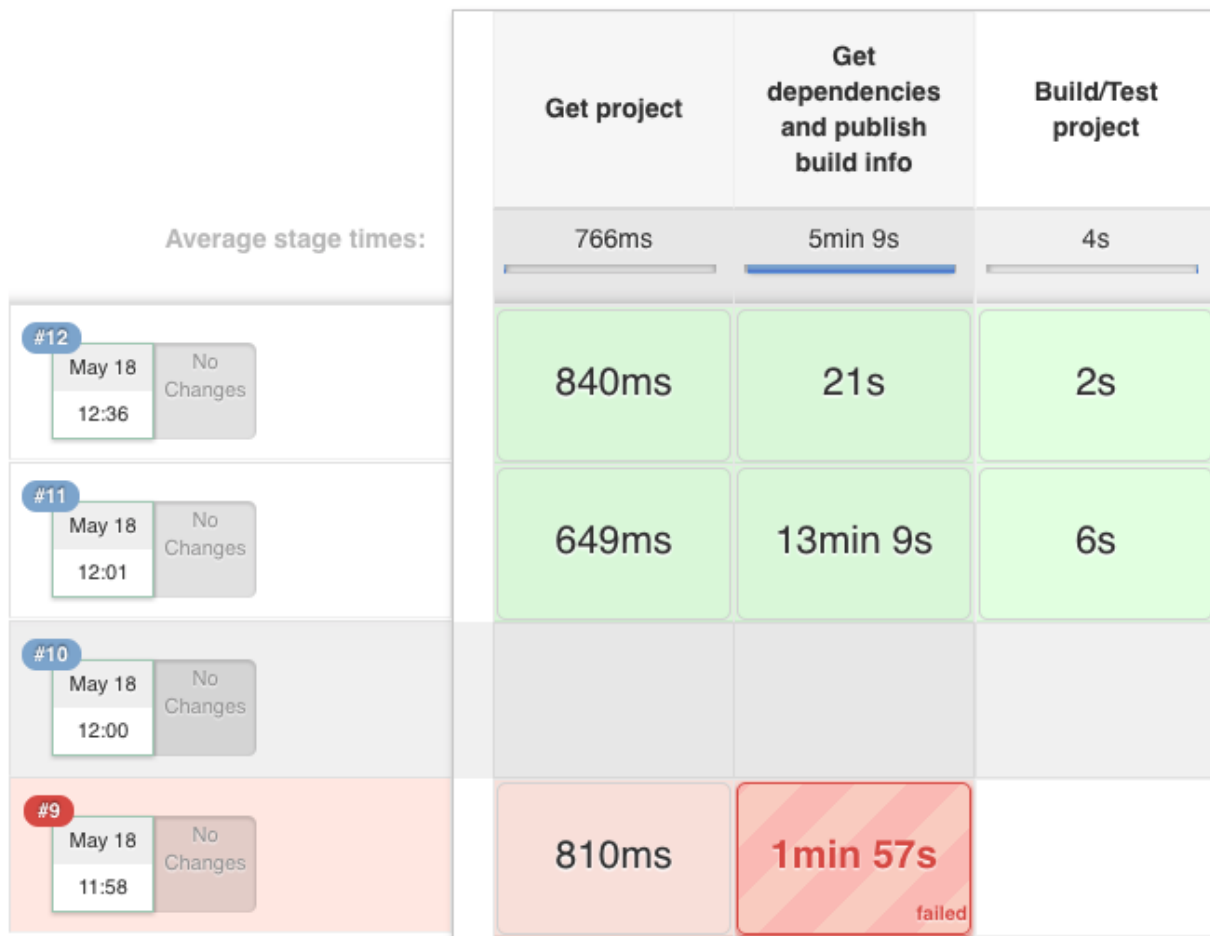 Get project
Get
dependencies
and publish
build info
Build/Test
project
Average stage times:
766ms
5min 9s
4s
#12
May 18
12:36
No
Changes
840ms
21s
2s
#11
May 18
12:01
No
Changes
649ms
13min 9s
6s
#10
May 18
12:00
No
Changes
#9
May 18
11:58
No
Changes
810ms
1min 57s
failed